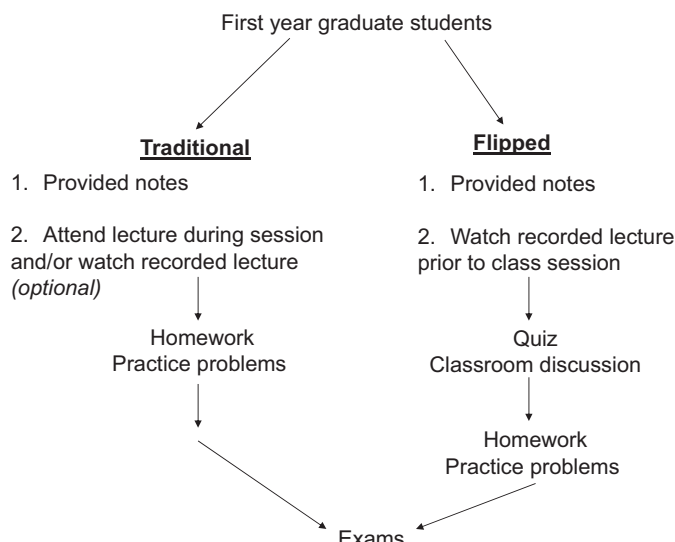 First year graduate students
Traditional
1. Provided notes
2. Attend lecture during session
and/or watch recorded lecture
(optional)
Homework
Practice problems
Flipped
1. Provided notes
2. Watch recorded lecture
prior to class session
Quiz
Classroom discussion
Homework
Practice problems
Exams